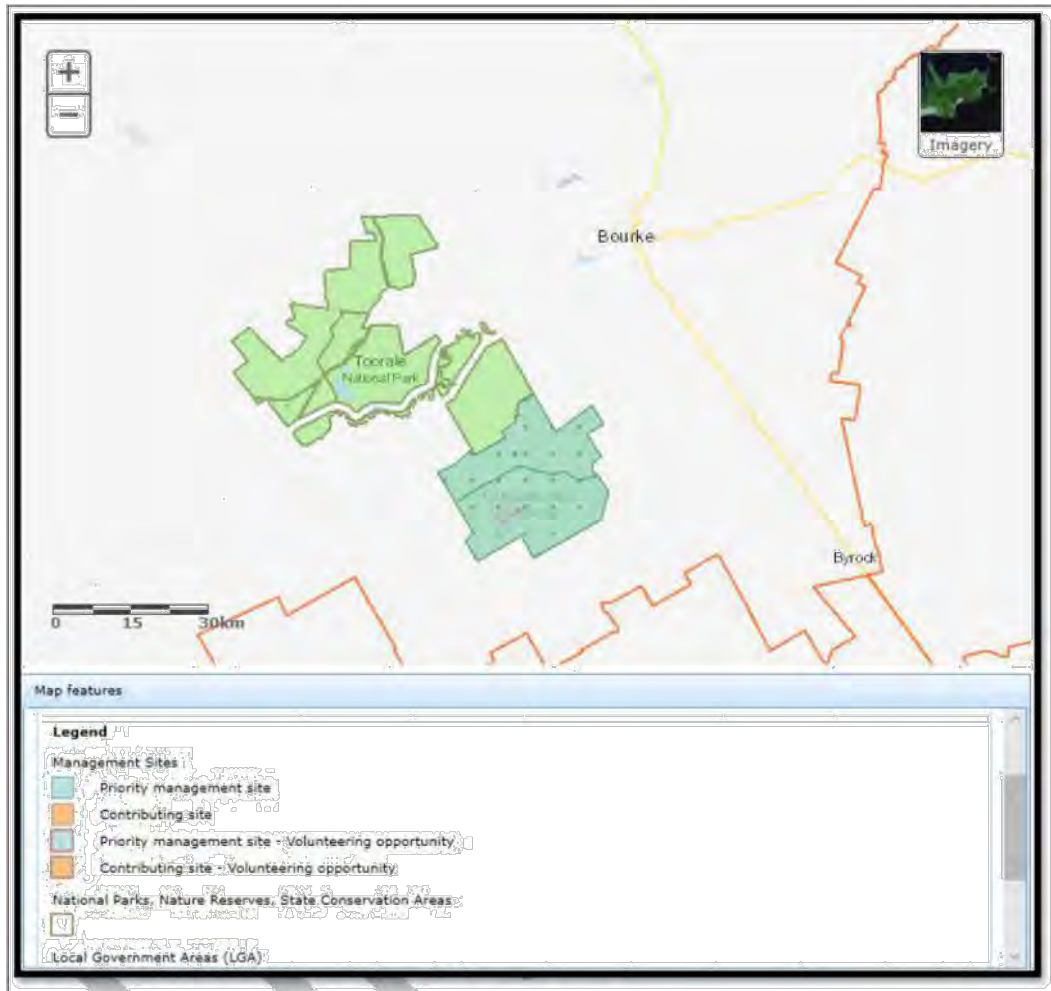 +
−
Imagery
Bourke
Toorale
National Park
Byrock
0 15 30km
Map features
Legend
Management Sites
Priority management site
Contributing site
Priority management site - Volunteering opportunity
Contributing site - Volunteering opportunity
National Parks, Nature Reserves, State Conservation Areas
Local Government Areas (LGA)